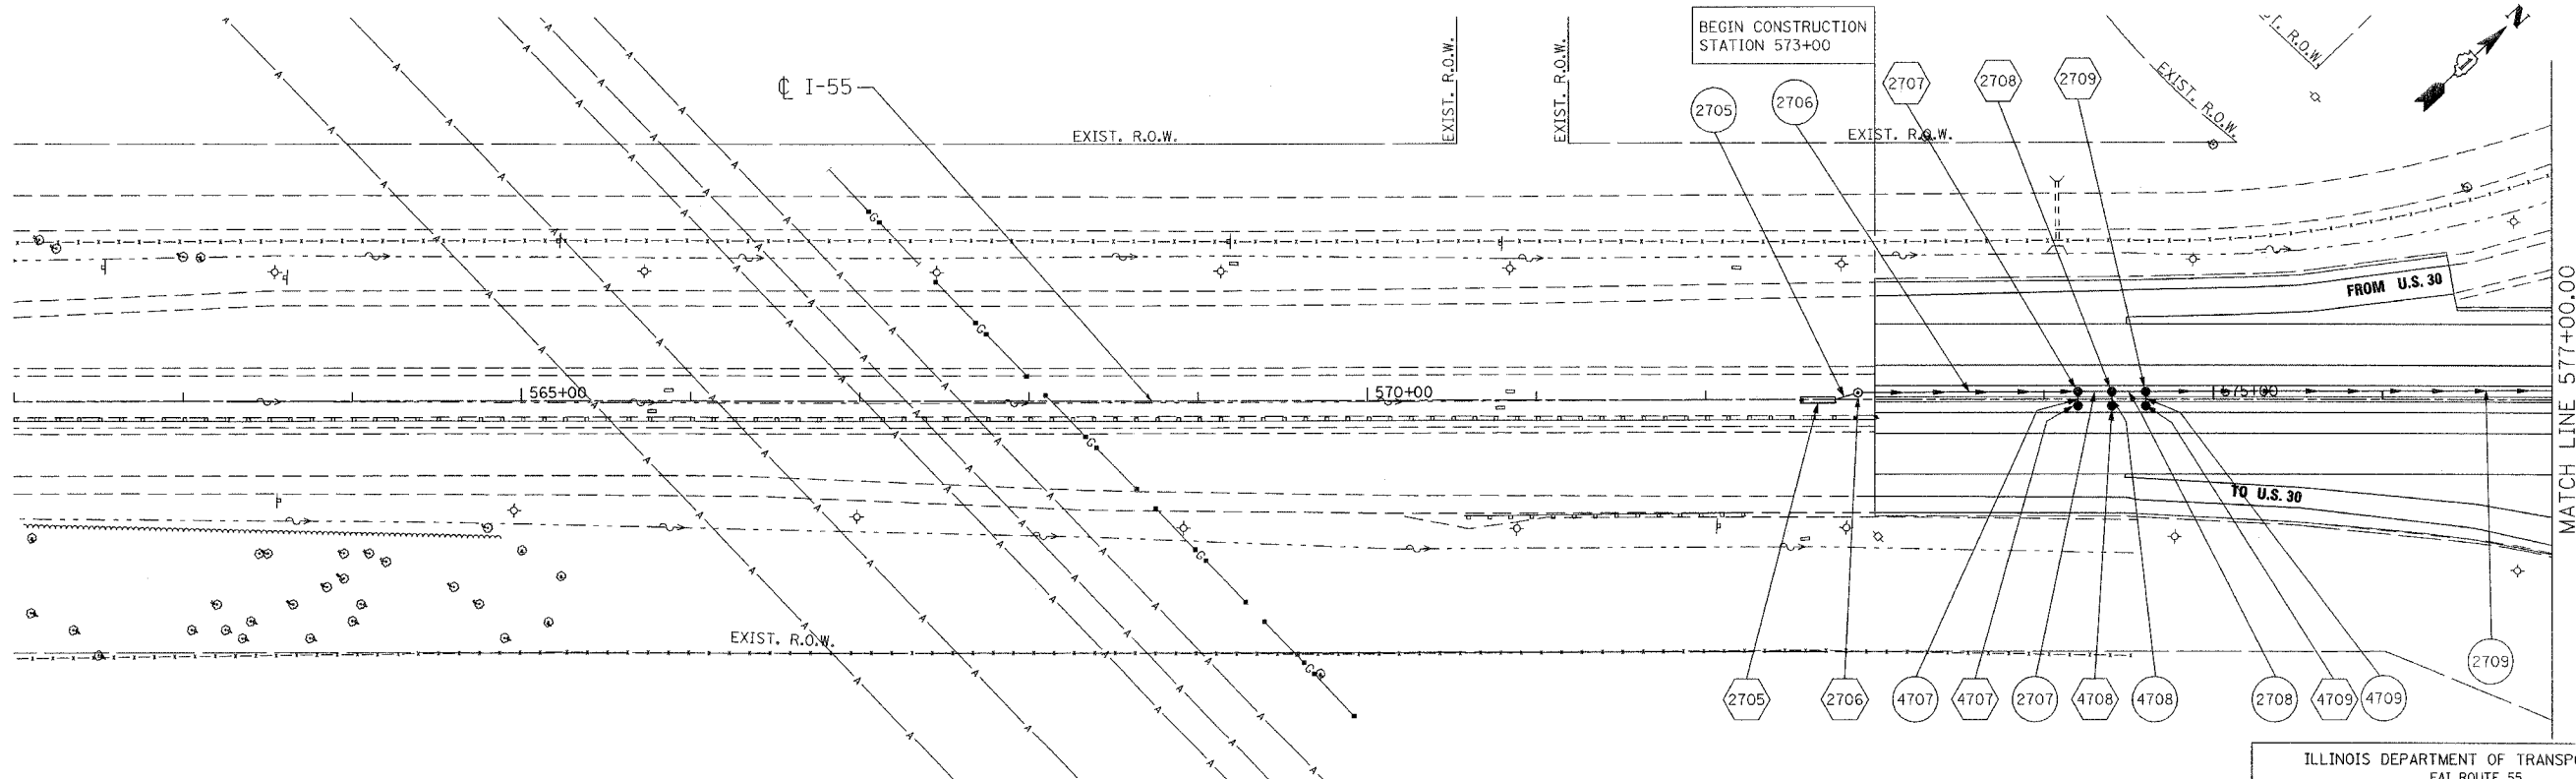 BEGIN CONSTRUCTION
STATION 573+00
N
1
EXIST. R.O.W.
EXIST. R.O.W.
EXIST. R.O.W.
EXIST. R.O.W.
EXIST. R.O.W.
R.O.W.
℄ I-55
2705
2706
2707
2708
2709
FROM U.S. 30
565+00
570+00
575+00
TO U.S. 30
MATCH LINE 577+00.00
EXIST. R.O.W.
2709
2705
2706
4707
4707
2707
4708
4708
2708
4709
4709
ILLINOIS DEPARTMENT OF TRANSP
FAI ROUTE 55